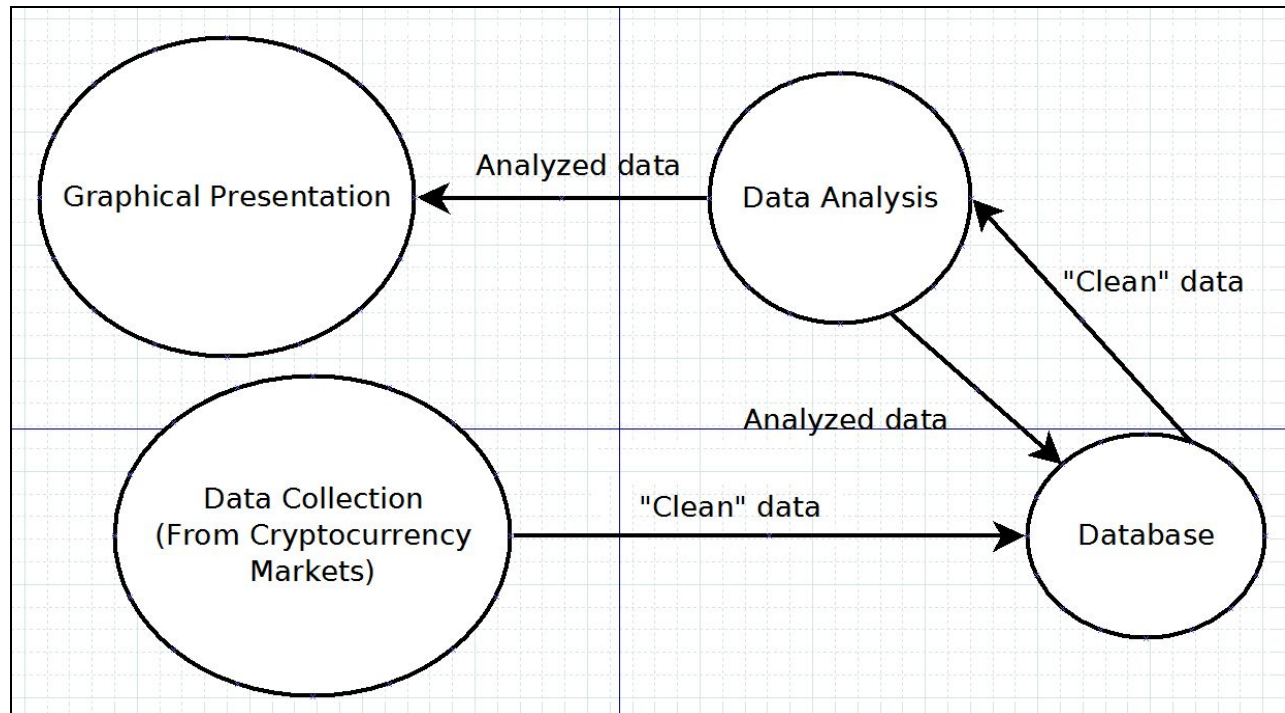 Analyzed data
Graphical Presentation
Data Analysis
"Clean" data
Analyzed data
Data Collection
(From Cryptocurrency
Markets)
"Clean" data
Database